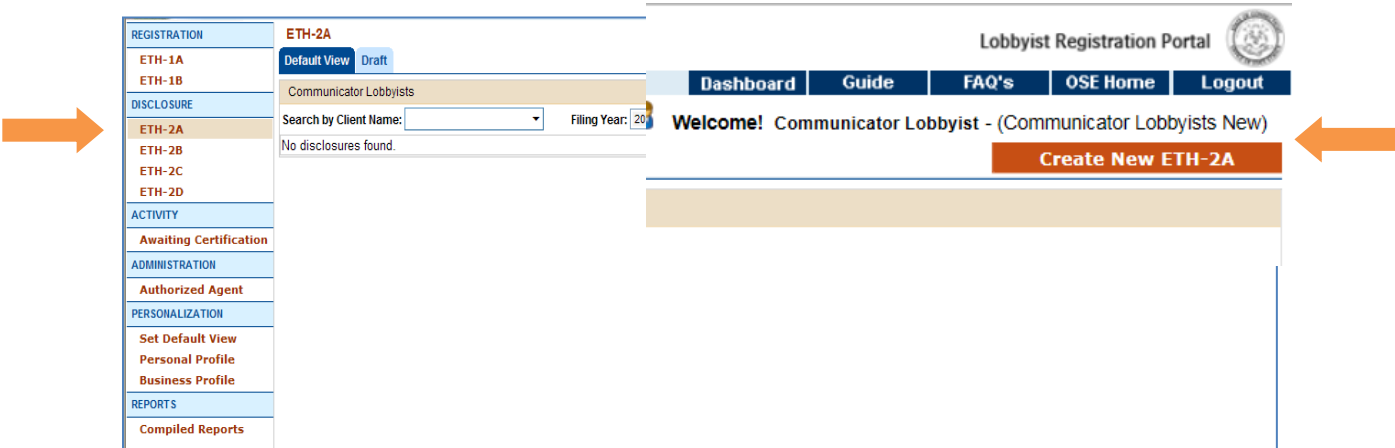 REGISTRATION
ETH-1A
ETH-1B
DISCLOSURE
ETH-2A
ETH-2B
ETH-2C
ETH-2D
ACTIVITY
Awaiting Certification
ADMINISTRATION
Authorized Agent
PERSONALIZATION
Set Default View
Personal Profile
Business Profile
REPORTS
Compiled Reports
ETH-2A
Default View Draft
Communicator Lobbyists
Search by Client Name: Filing Year: 20
No disclosures found.
Lobbyist Registration Portal
Dashboard Guide FAQ's OSE Home Logout
Welcome! Communicator Lobbyist - (Communicator Lobbyists New)
Create New ETH-2A